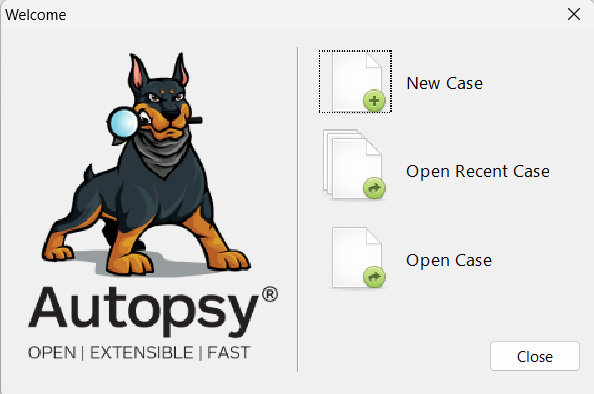 Welcome
New Case
Open Recent Case
Open Case
Autopsy®
OPEN | EXTENSIBLE | FAST
Close